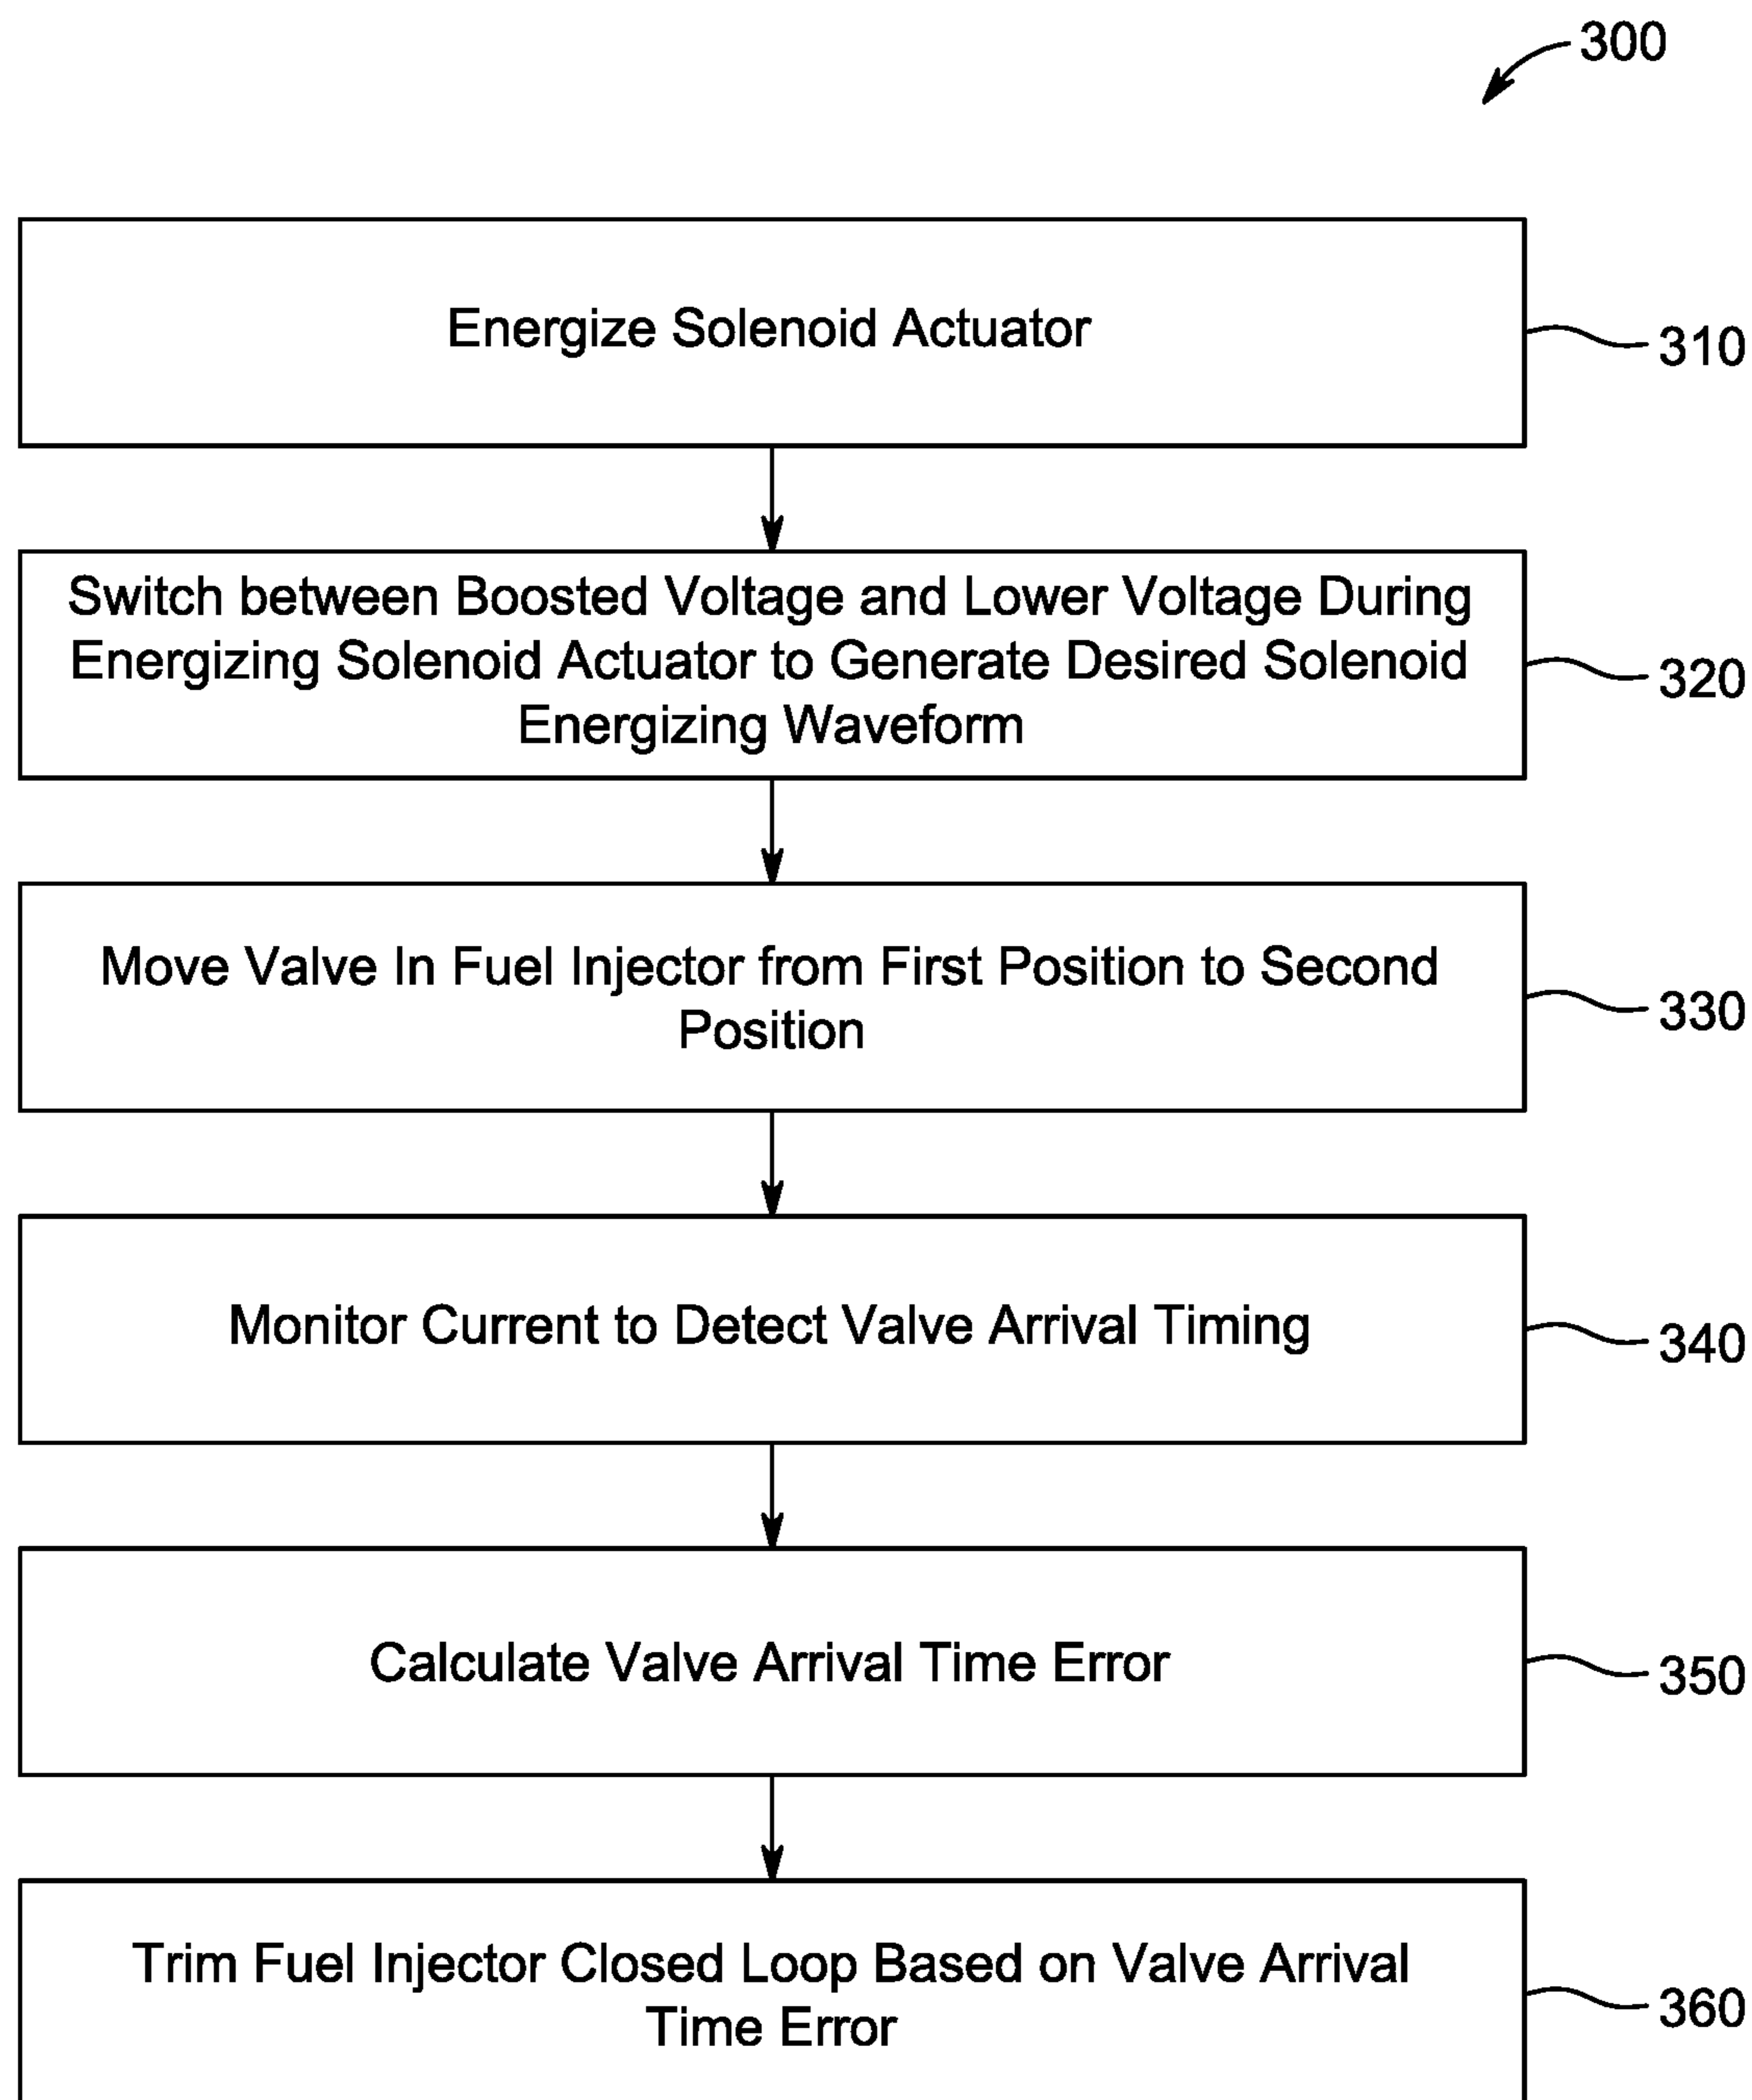 300
Energize Solenoid Actuator
310
Switch between Boosted Voltage and Lower Voltage During
Energizing Solenoid Actuator to Generate Desired Solenoid
Energizing Waveform
320
Move Valve In Fuel Injector from First Position to Second
Position
330
Monitor Current to Detect Valve Arrival Timing
340
Calculate Valve Arrival Time Error
350
Trim Fuel Injector Closed Loop Based on Valve Arrival
Time Error
360